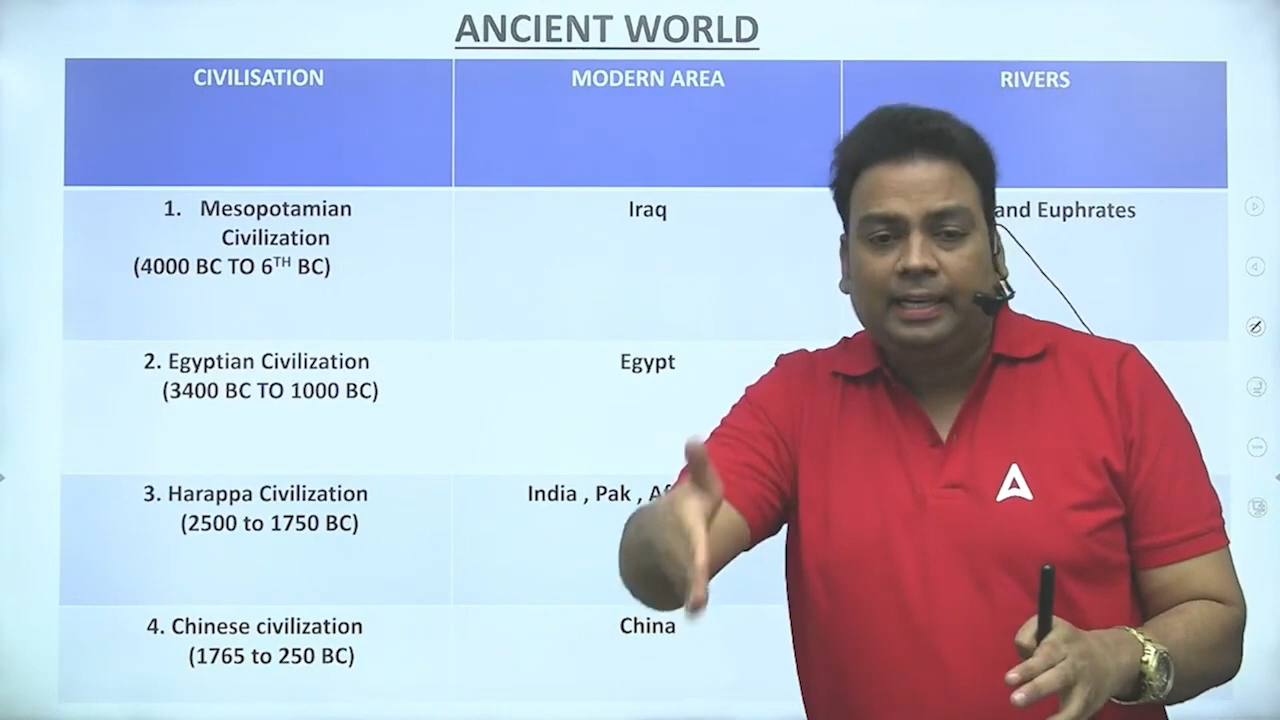 ANCIENT WORLD
CIVILISATION
MODERN AREA
RIVERS
1. Mesopotamian
Civilization
(4000 BC TO 6TH BC)
Iraq
and Euphrates
2. Egyptian Civilization
(3400 BC TO 1000 BC)
Egypt
3. Harappa Civilization
(2500 to 1750 BC)
India , Pak ,
4. Chinese civilization
(1765 to 250 BC)
China